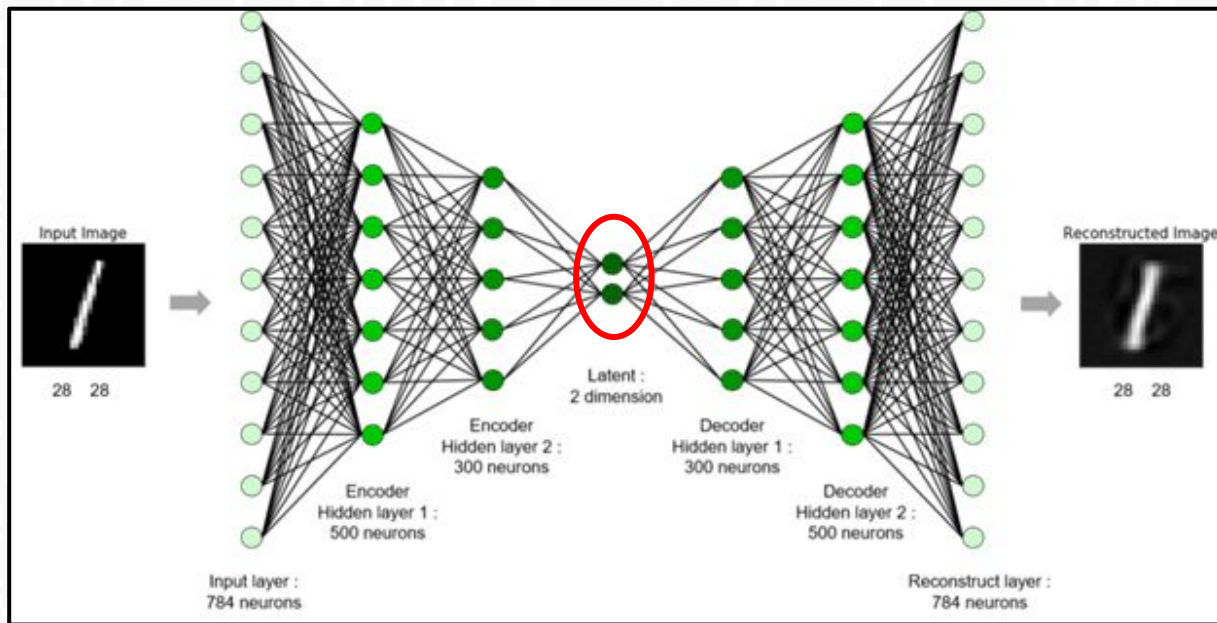 Input Image
28 28
Input layer :
784 neurons
Encoder
Hidden layer 1 :
500 neurons
Encoder
Hidden layer 2 :
300 neurons
Latent :
2 dimension
Decoder
Hidden layer 1 :
300 neurons
Decoder
Hidden layer 2 :
500 neurons
Reconstruct layer :
784 neurons
Reconstructed Image
28 28